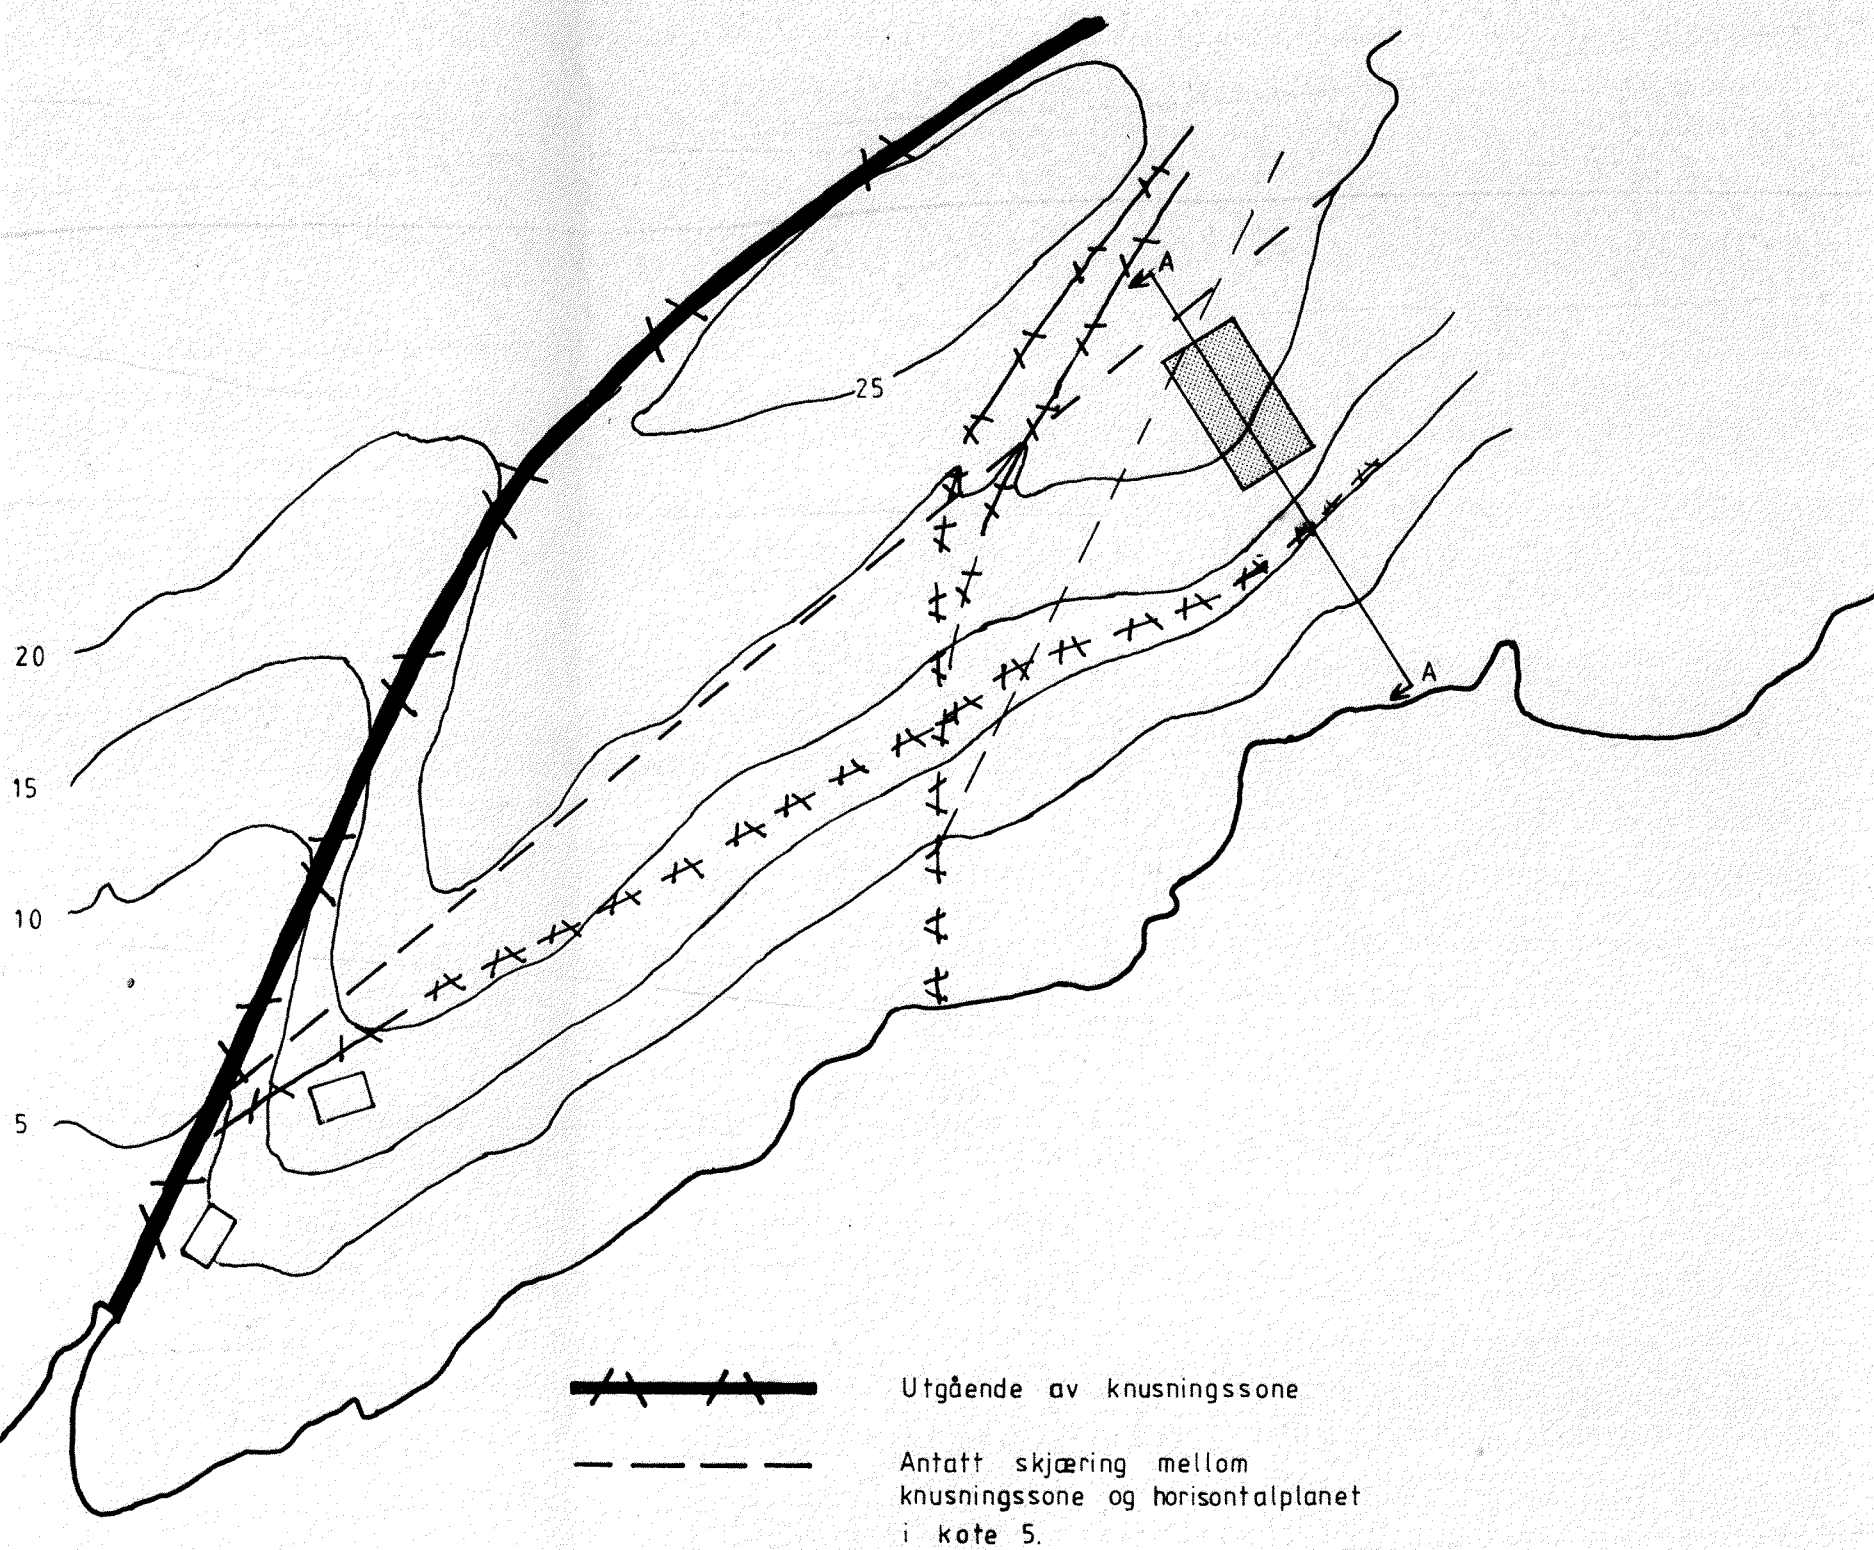 A
25
20
A
15
10
5
Utgående av knusningssone
Antatt skjæring mellom
knusningssone og horisontalplanet
i kote 5.